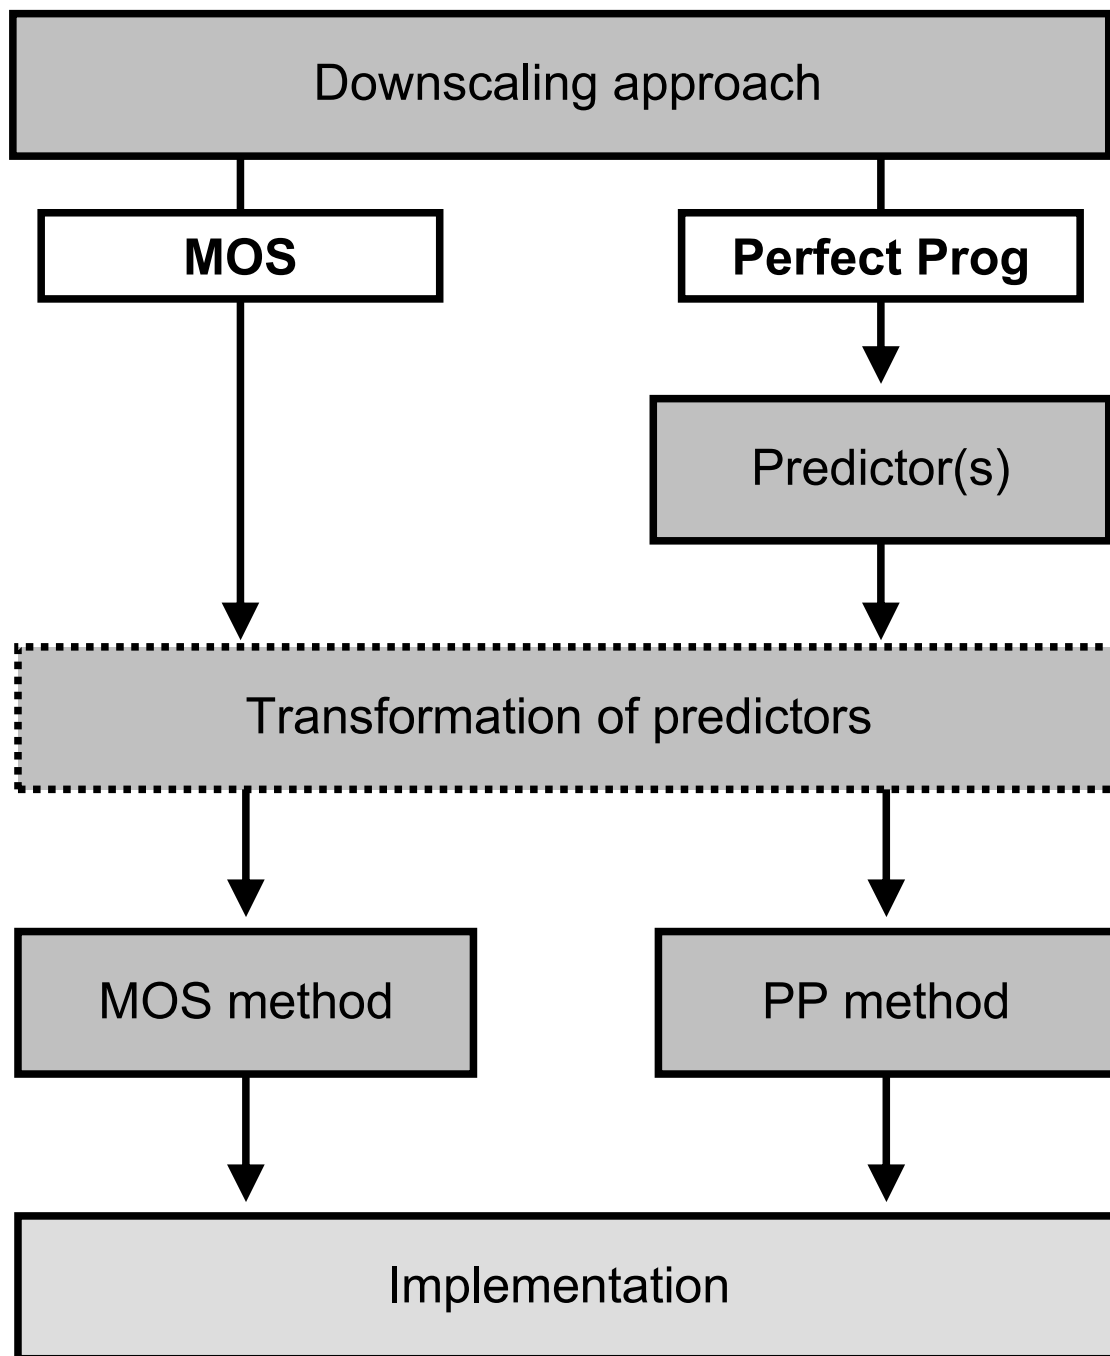 Downscaling approach
MOS
Perfect Prog
Predictor(s)
Transformation of predictors
MOS method
PP method
Implementation